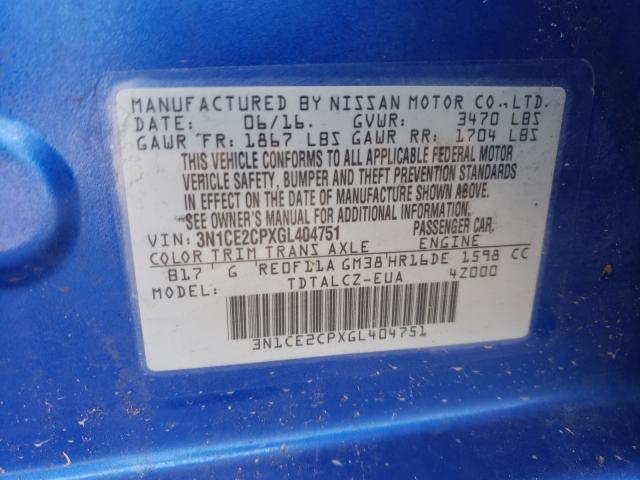 MANUFACTURED BY NISSAN MOTOR CO.,LTD.
DATE: 06/16. GVWR: 3470 LBS
GAWR FR: 1867 LBS GAWR RR: 1704 LBS
THIS VEHICLE CONFORMS TO ALL APPLICABLE FEDERAL MOTOR
VEHICLE SAFETY, BUMPER AND THEFT PREVENTION STANDARDS
IN EFFECT ON THE DATE OF MANUFACTURE SHOWN ABOVE.
SEE OWNER'S MANUAL FOR ADDITIONAL INFORMATION.
VIN: 3N1CE2CPXGL404751 PASSENGER CAR.
COLOR TRIM TRANS AXLE ENGINE
B17 G RE0F11A GM38 HR16DE 1598 CC
MODEL: TDTALCZ-EUA 4Z000
3N1CE2CPXGL404751